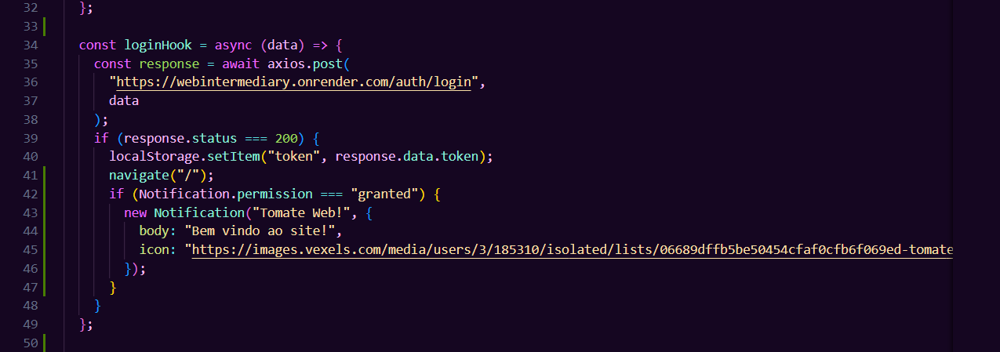 32 };
33
34 const loginHook = async (data) => {
35 const response = await axios.post(
36 "https://webintermediary.onrender.com/auth/login",
37 data
38 );
39 if (response.status === 200) {
40 localStorage.setItem("token", response.data.token);
41 navigate("/");
42 if (Notification.permission === "granted") {
43 new Notification("Tomate Web!", {
44 body: "Bem vindo ao site!",
45 icon: "https://images.vexels.com/media/users/3/185310/isolated/lists/06689dffb5be50454cfaf0cfb6f069ed-tomate
46 });
47 }
48 }
49 };
50